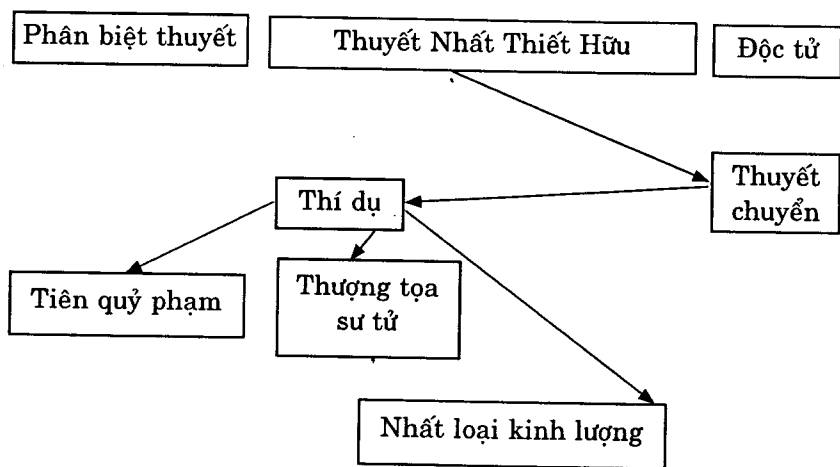 Phân biệt thuyết
Thuyết Nhất Thiết Hữu
Độc tử
Thuyết
chuyển
Thí dụ
Tiên quỷ phạm
Thượng tọa
sư tử
Nhất loại kinh lượng